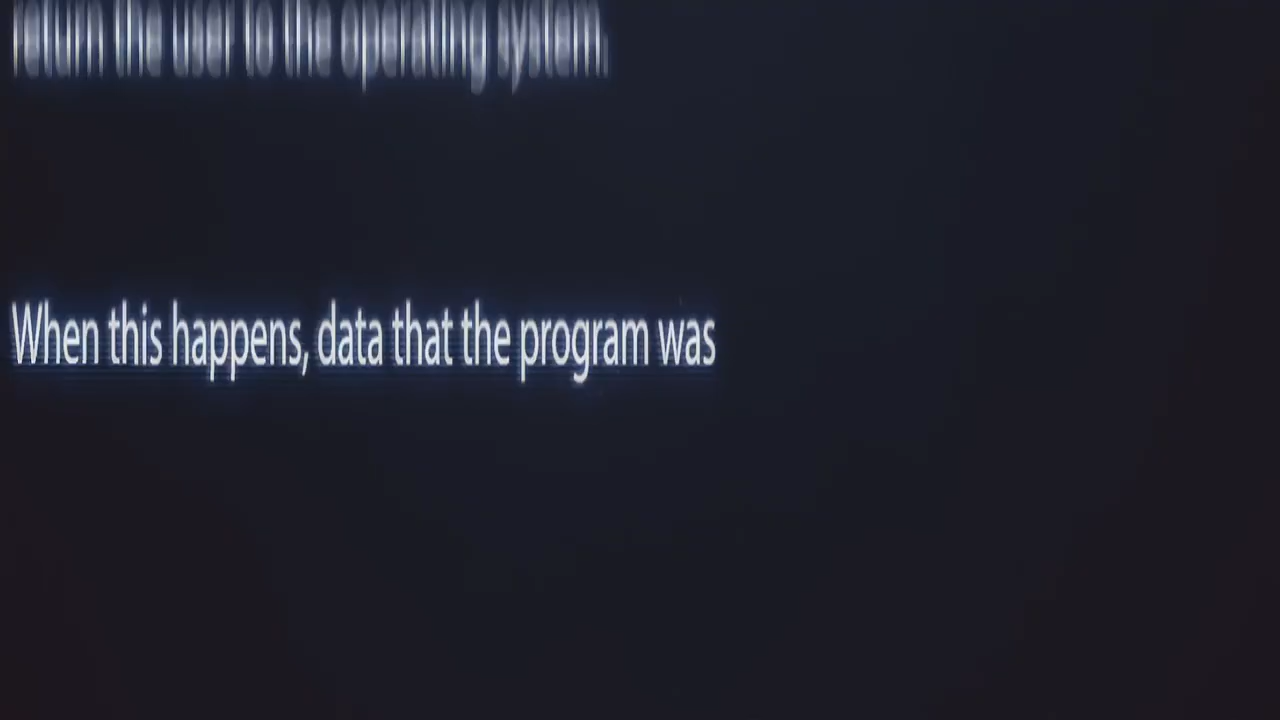 return the user to the operating system.
When this happens, data that the program was